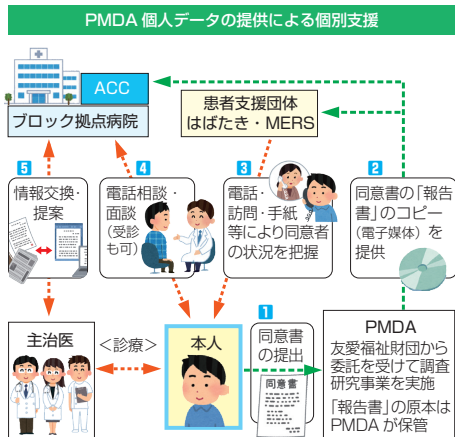 PMDA 個人データの提供による個別支援
ACC
ブロック拠点病院
患者支援団体
はばたき・MERS
5
情報交換・
提案
4
電話相談・
面談
(受診
も可)
3
電話・
訪問・手紙
等により同意者
の状況を把握
2
同意書の「報告
書」のコピー
(電子媒体)を
提供
主治医
<診療>
本人
1
同意書
の提出
同意書
PMDA
友愛福祉財団から
委託を受けて調査
研究事業を実施
「報告書」の原本は
PMDA が保管